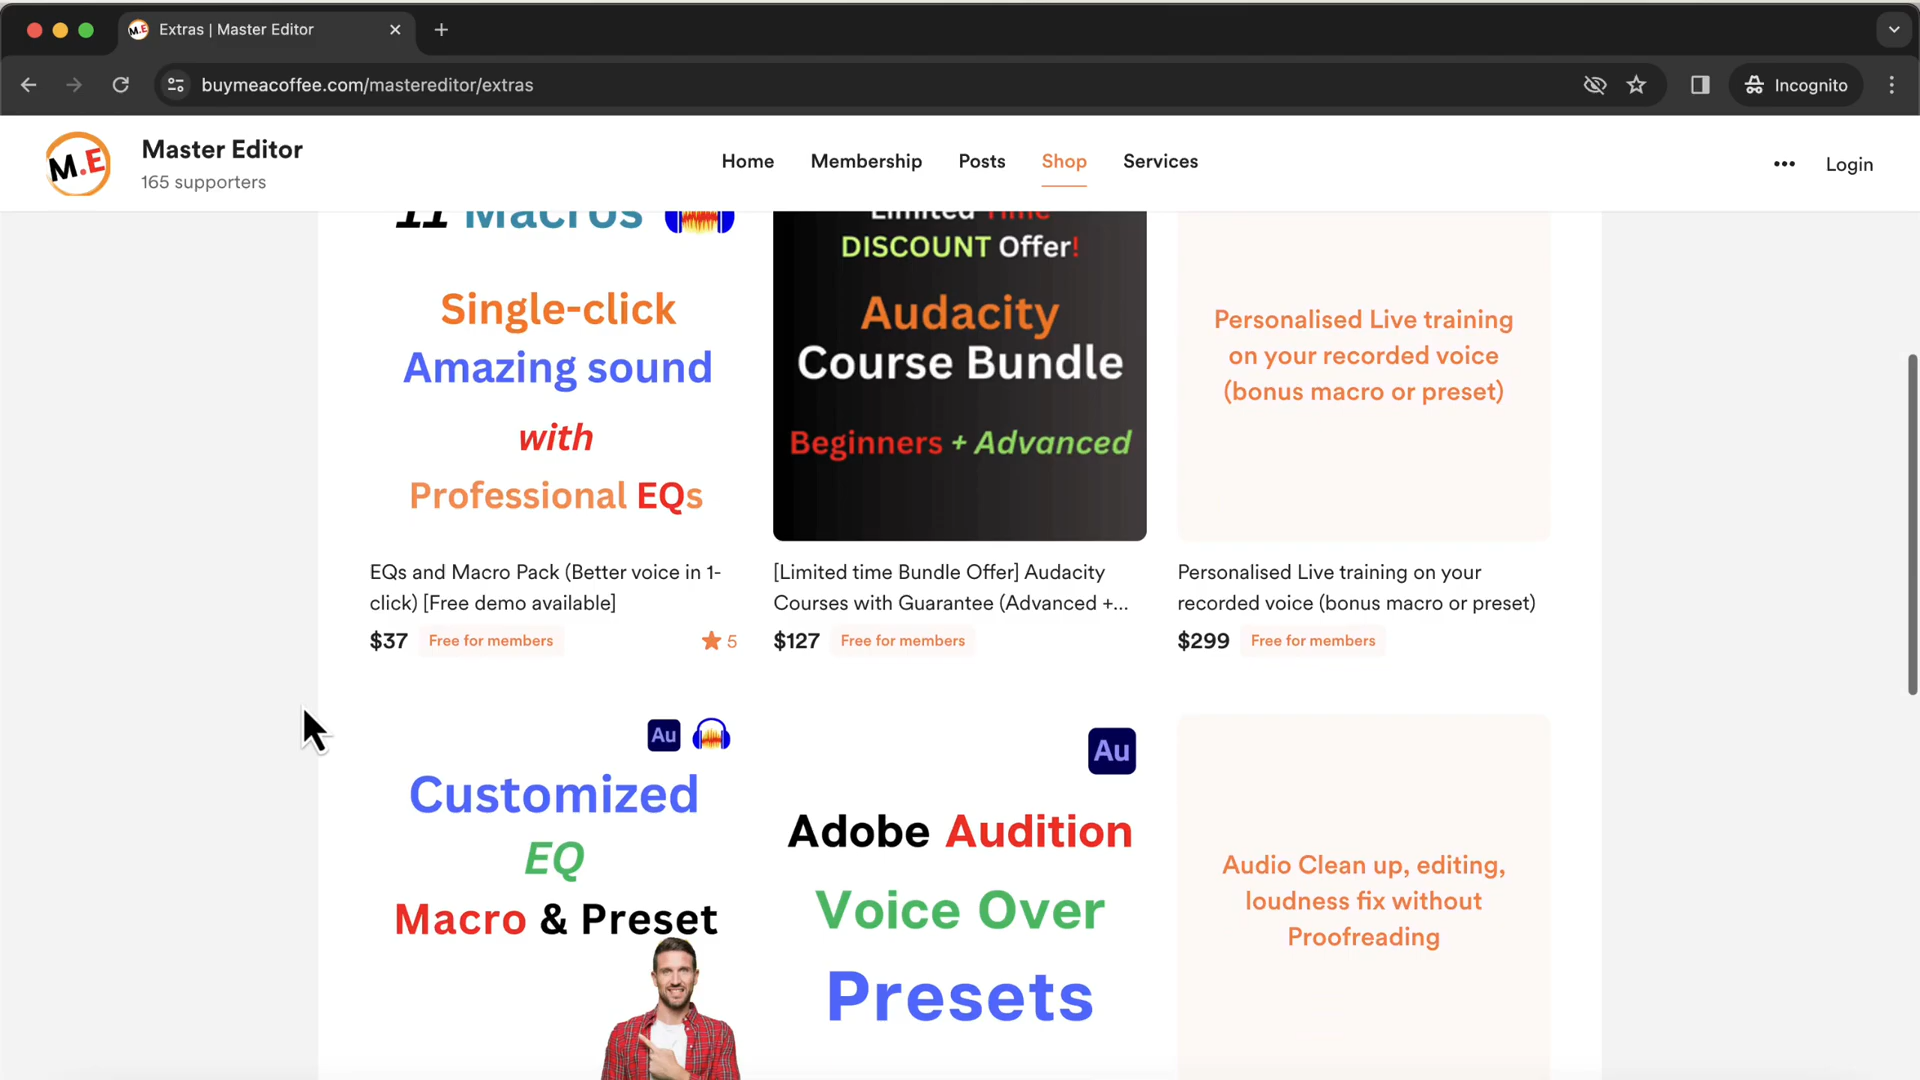 Extras | Master Editor
buymeacoffee.com/mastereditor/extras
Incognito
M.E
Master Editor
165 supporters
Home
Membership
Posts
Shop
Services
Login
11 Macros
Single-click
Amazing sound
with
Professional EQs
Limited Time
DISCOUNT Offer!
Audacity
Course Bundle
Beginners + Advanced
Personalised Live training
on your recorded voice
(bonus macro or preset)
EQs and Macro Pack (Better voice in 1-
click) [Free demo available]
$37 Free for members 5
[Limited time Bundle Offer] Audacity
Courses with Guarantee (Advanced +...
$127 Free for members
Personalised Live training on your
recorded voice (bonus macro or preset)
$299 Free for members
Au
Customized
EQ
Macro & Preset
Au
Adobe Audition
Voice Over
Presets
Audio Clean up, editing,
loudness fix without
Proofreading